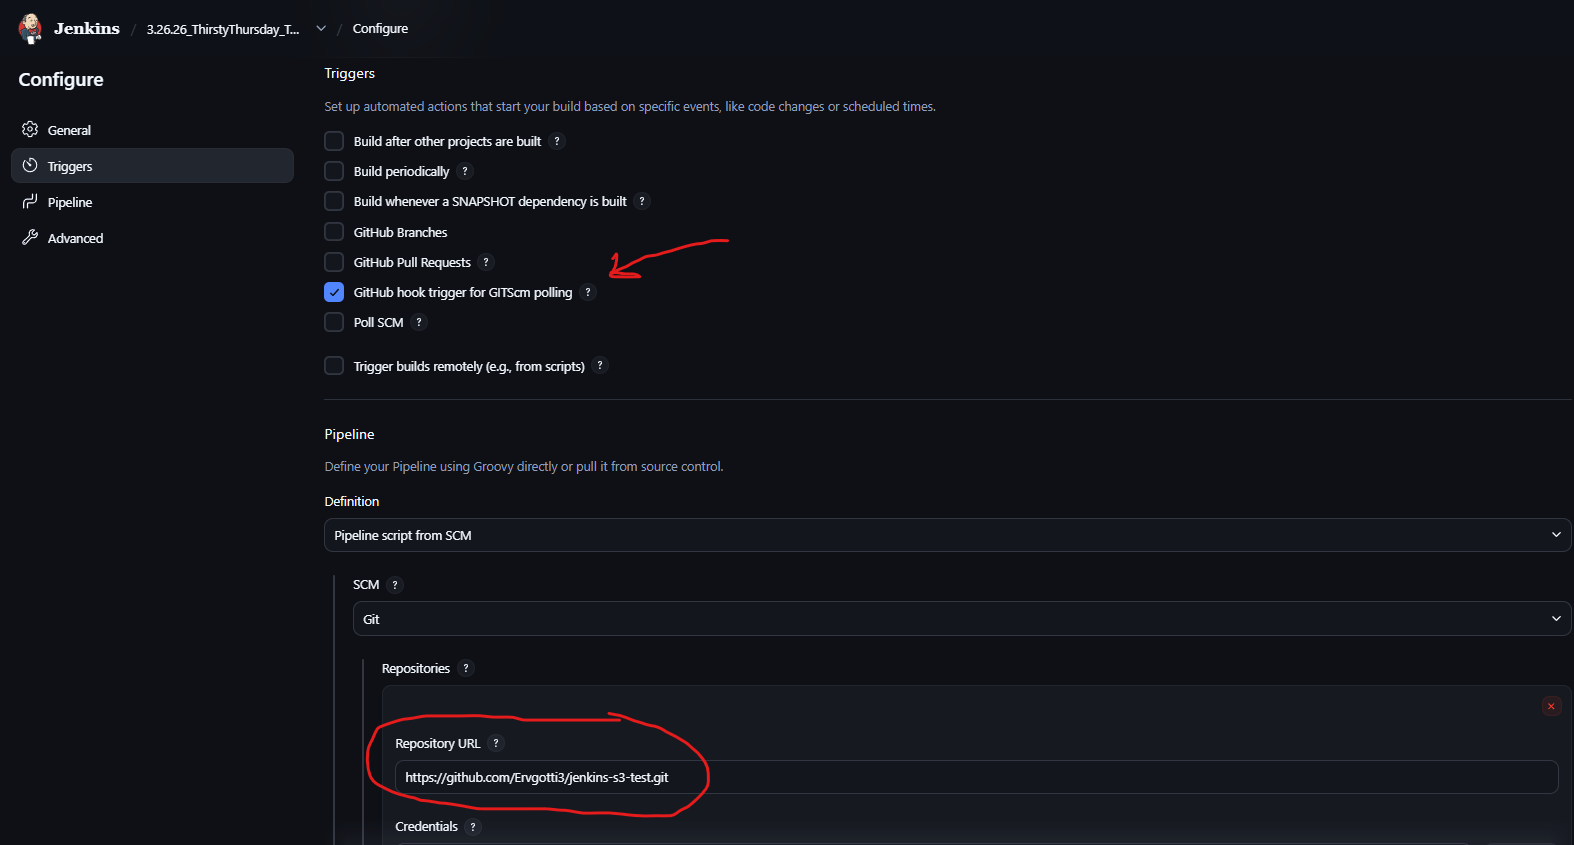 Jenkins / 3.26.26_ThirstyThursday_T... / Configure
Configure
General
Triggers
Pipeline
Advanced
Triggers
Set up automated actions that start your build based on specific events, like code changes or scheduled times.
Build after other projects are built ?
Build periodically ?
Build whenever a SNAPSHOT dependency is built ?
GitHub Branches
GitHub Pull Requests ?
GitHub hook trigger for GITScm polling ?
Poll SCM ?
Trigger builds remotely (e.g., from scripts) ?
Pipeline
Define your Pipeline using Groovy directly or pull it from source control.
Definition
Pipeline script from SCM
SCM ?
Git
Repositories ?
Repository URL ?
https://github.com/Ervgotti3/jenkins-s3-test.git
Credentials ?